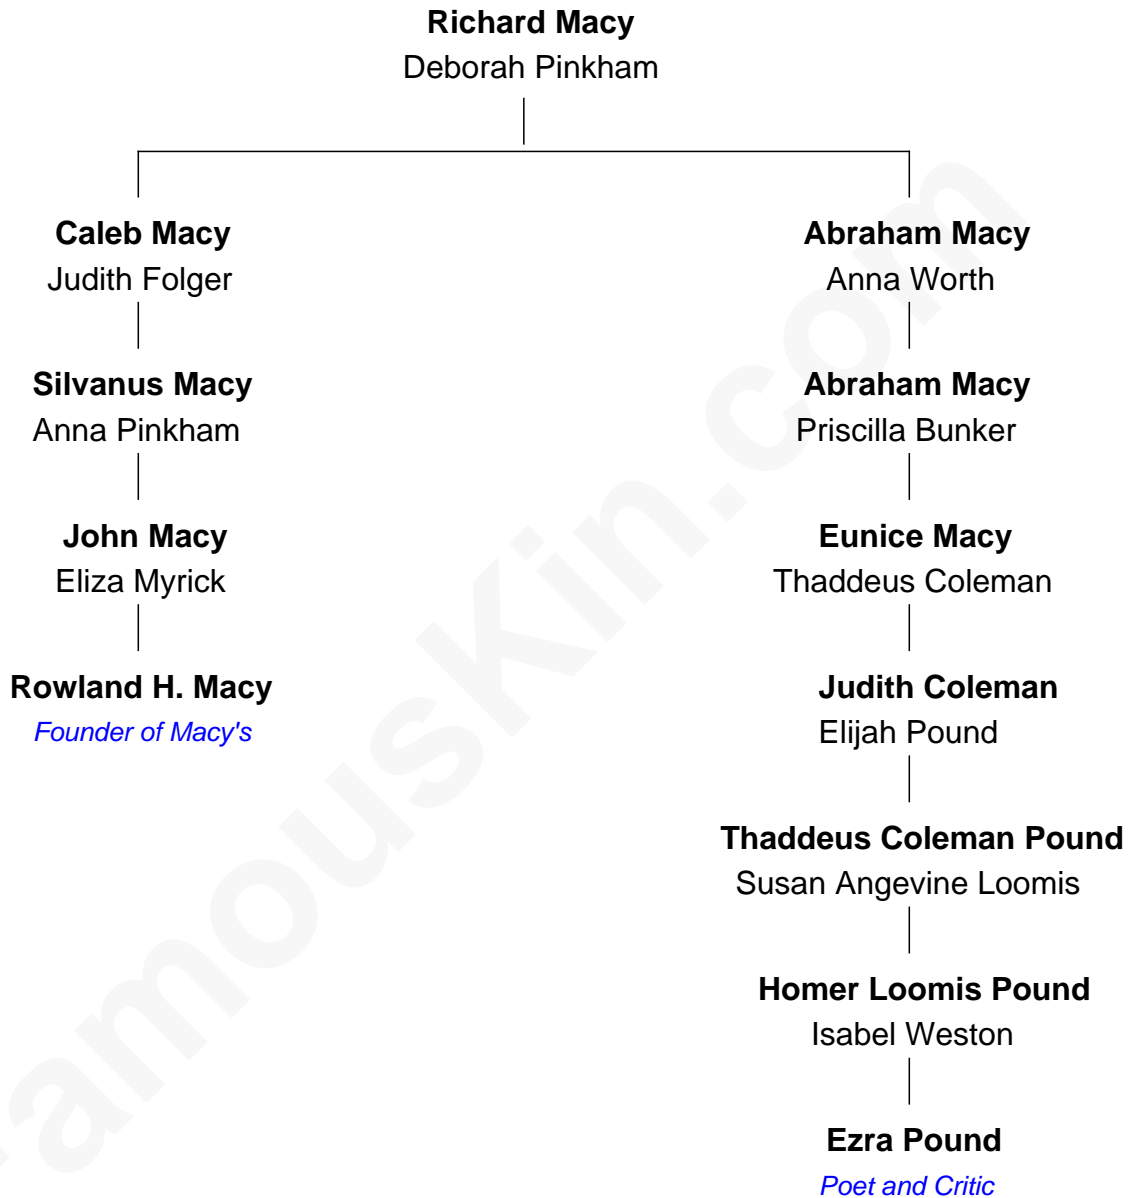 Richard Macy
Deborah Pinkham
Caleb Macy
Judith Folger
Silvanus Macy
Anna Pinkham
John Macy
Eliza Myrick
Rowland H. Macy
Founder of Macy's
Abraham Macy
Anna Worth
Abraham Macy
Priscilla Bunker
Eunice Macy
Thaddeus Coleman
Judith Coleman
Elijah Pound
Thaddeus Coleman Pound
Susan Angevine Loomis
Homer Loomis Pound
Isabel Weston
Ezra Pound
Poet and Critic
FamousKin.com